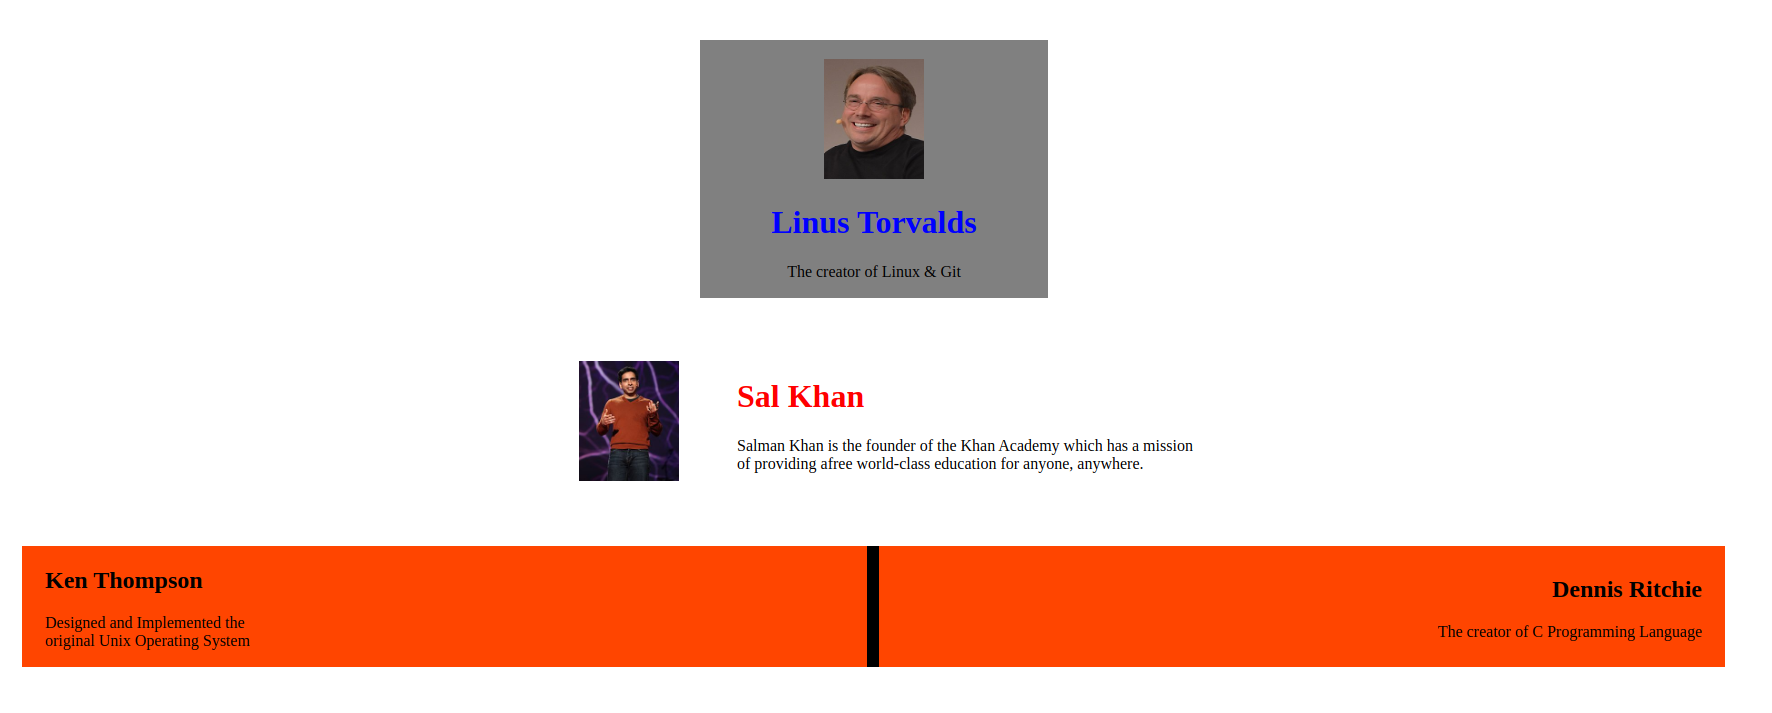 Linus Torvalds
The creator of Linux & Git
Sal Khan
Salman Khan is the founder of the Khan Academy which has a mission
of providing afree world-class education for anyone, anywhere.
Ken Thompson
Designed and Implemented the
original Unix Operating System
Dennis Ritchie
The creator of C Programming Language